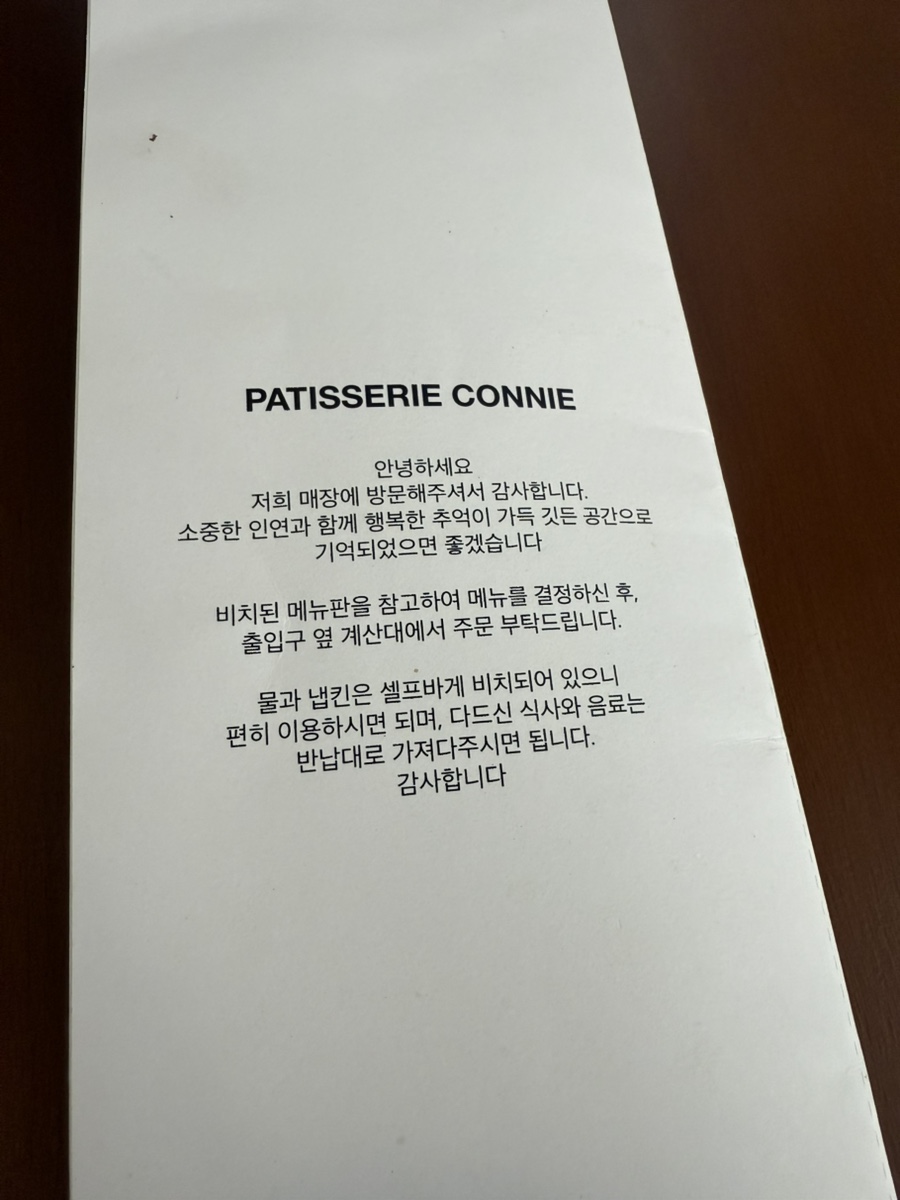 PATISSERIE CONNIE
안녕하세요
저희 매장에 방문해주셔서 감사합니다.
소중한 인연과 함께 행복한 추억이 가득 깃든 공간으로
기억되었으면 좋겠습니다
비치된 메뉴판을 참고하여 메뉴를 결정하신 후,
출입구 옆 계산대에서 주문 부탁드립니다.
물과 냅킨은 셀프바게 비치되어 있으니
편히 이용하시면 되며, 다드신 식사와 음료는
반납대로 가져다주시면 됩니다.
감사합니다